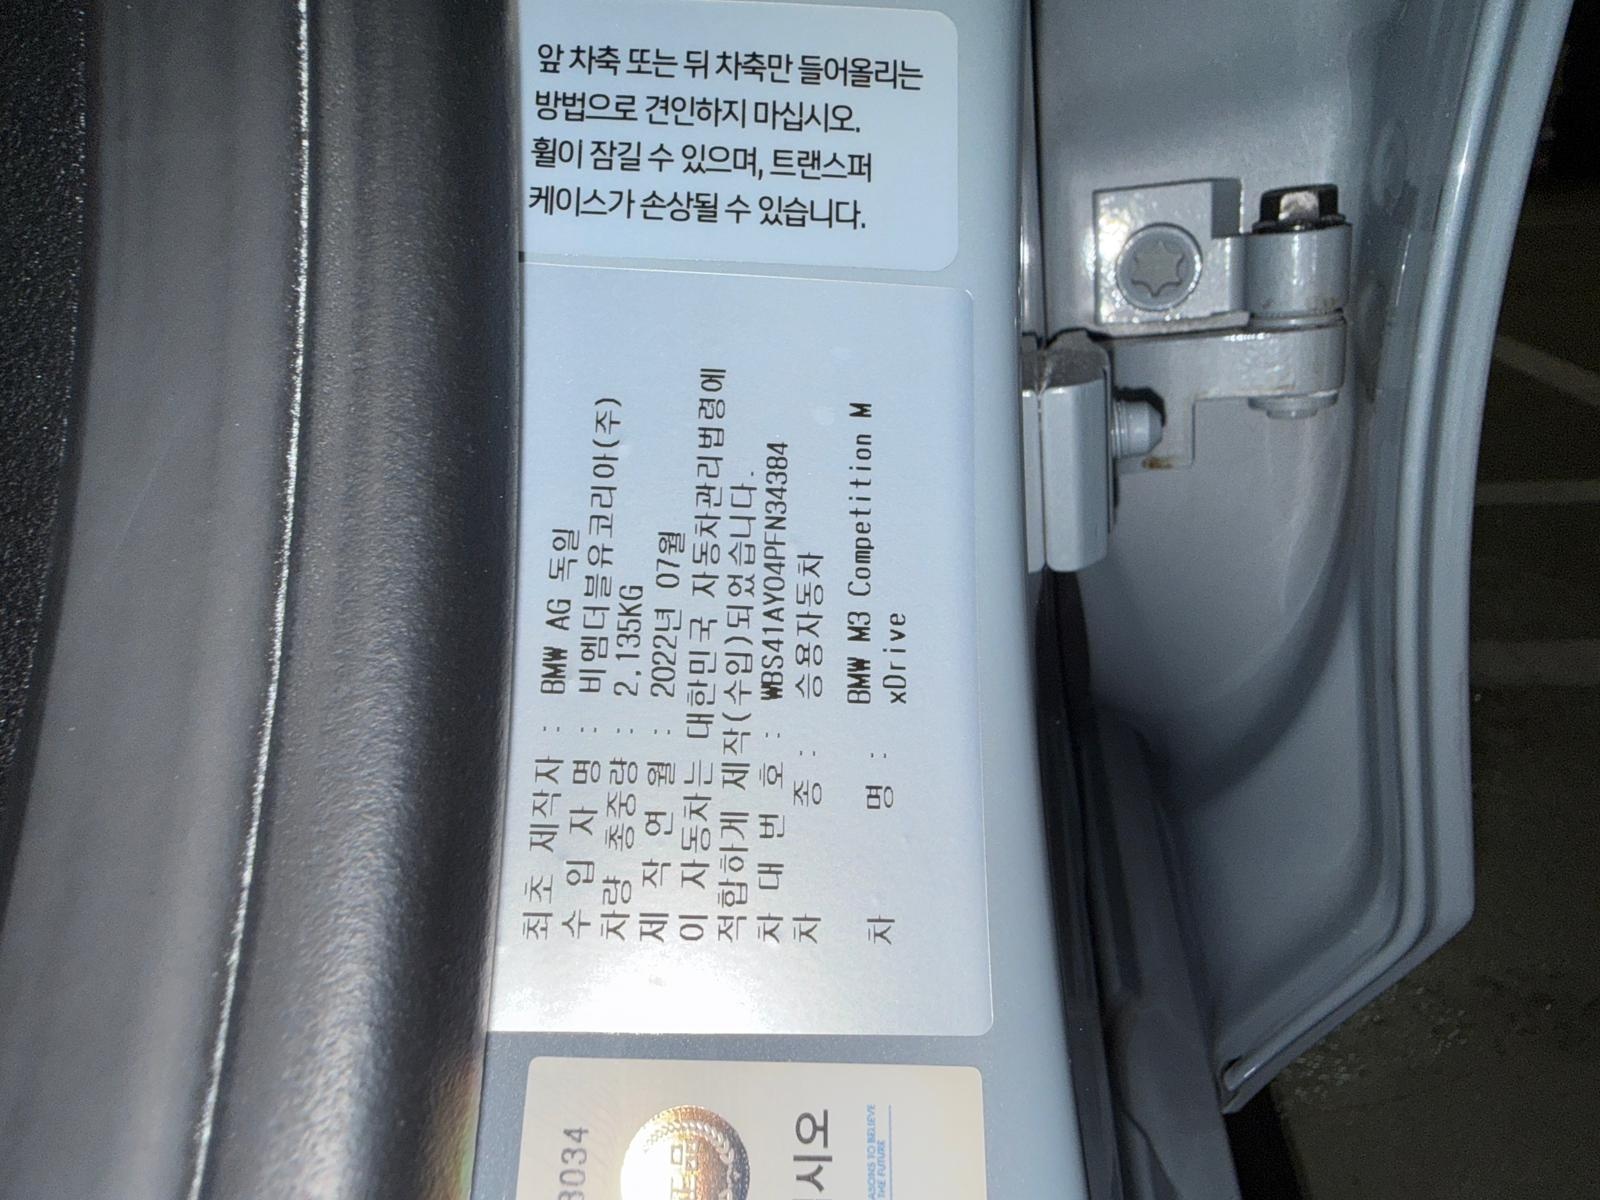 앞 차축 또는 뒤 차축만 들어올리는
방법으로 견인하지 마십시오.
휠이 잠길 수 있으며, 트랜스퍼
케이스가 손상될 수 있습니다.
최초 제작자 : BMW AG 독일
수 입 자 명 : 비엠더블유코리아(주)
차량 총중량 : 2,135KG
제 작 연 월 : 2022년 07월
이 자동차는 대한민국 자동차관리법령에
적합하게 제작(수입)되었습니다.
차 대 번 호 : WBS41AY04PFN34384
차 종 : 승용자동차
차 명 : BMW M3 Competition M
xDrive
3034
시오
THE FUTURE